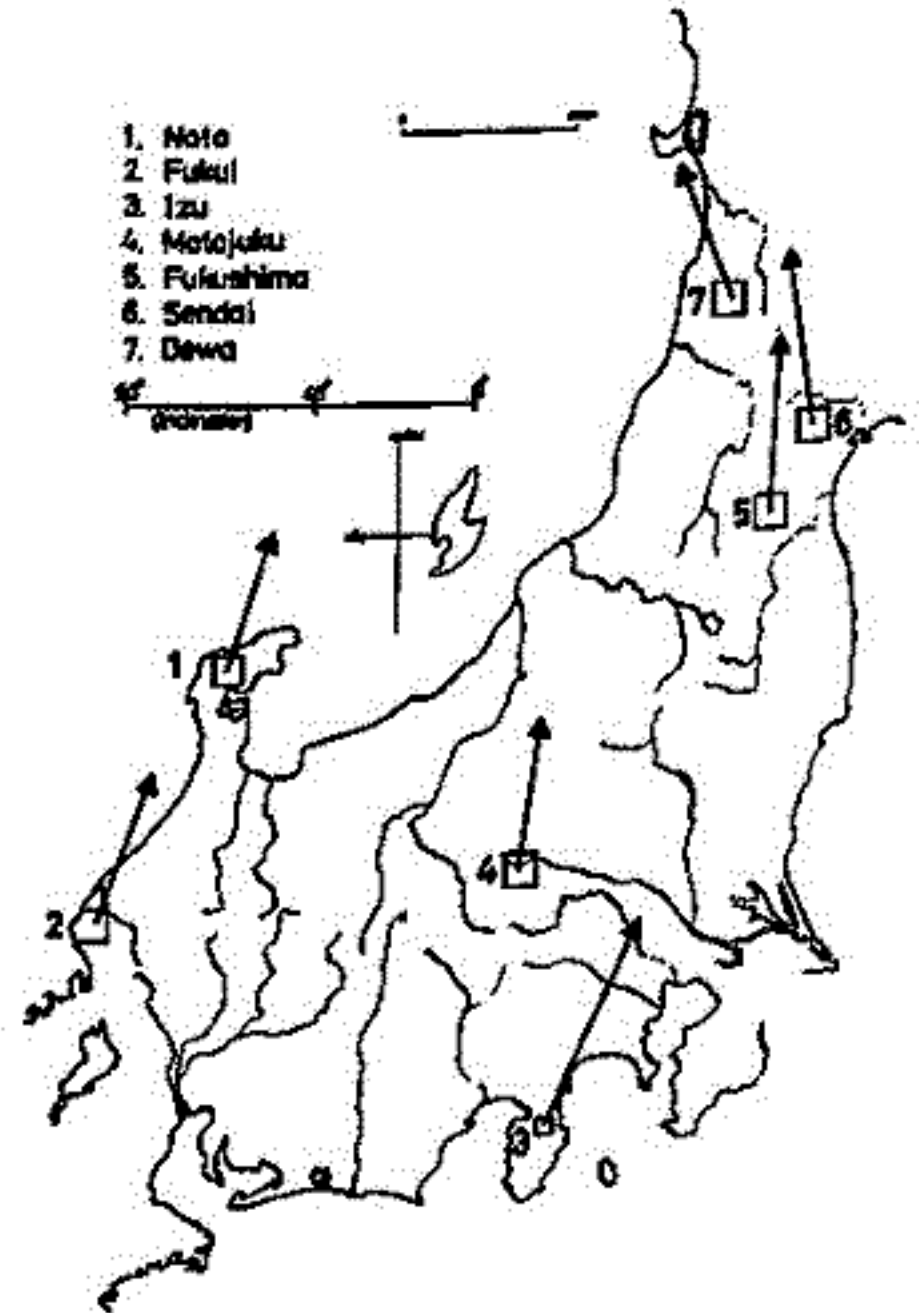 1. Noto
2. Fukui
3. Izu
4. Motojuku
5. Fukushima
6. Sendai
7. Dewa
7
6
5
1
4
2
3